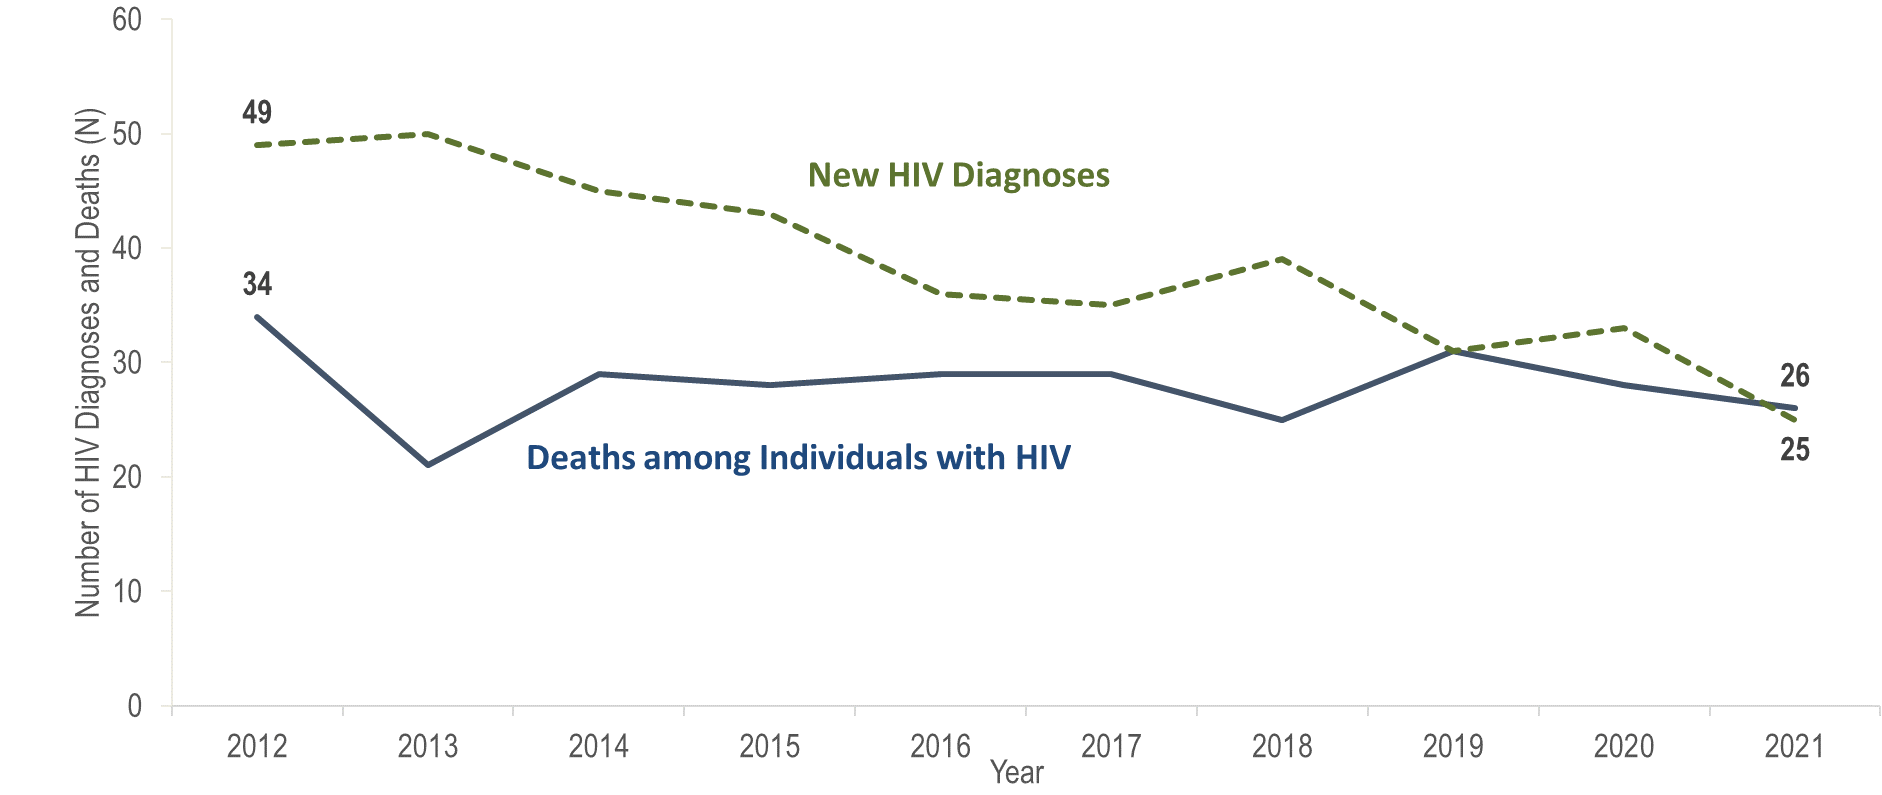 Number of HIV Diagnoses and Deaths (N)
60
50
40
30
20
10
0
49
34
New HIV Diagnoses
Deaths among Individuals with HIV
26
25
2012 2013 2014 2015 2016 2017 2018 2019 2020 2021
Year